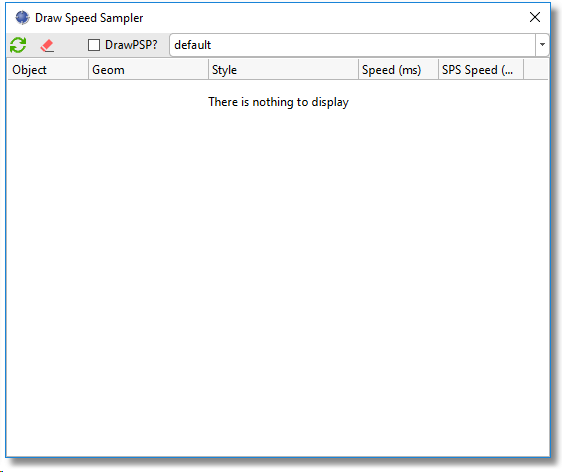 Draw Speed Sampler
DrawPSP? default
Object Geom Style Speed (ms) SPS Speed (...
There is nothing to display